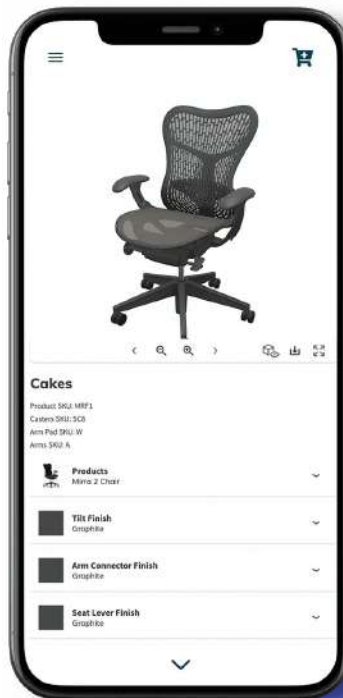 Cakes
Product SKU: MRF1
Casters SKU: SC8
Arm Pad SKU: W
Arms SKU: A
Products
Mirra 2 Chair
Tilt Finish
Graphite
Arm Connector Finish
Graphite
Seat Lever Finish
Graphite